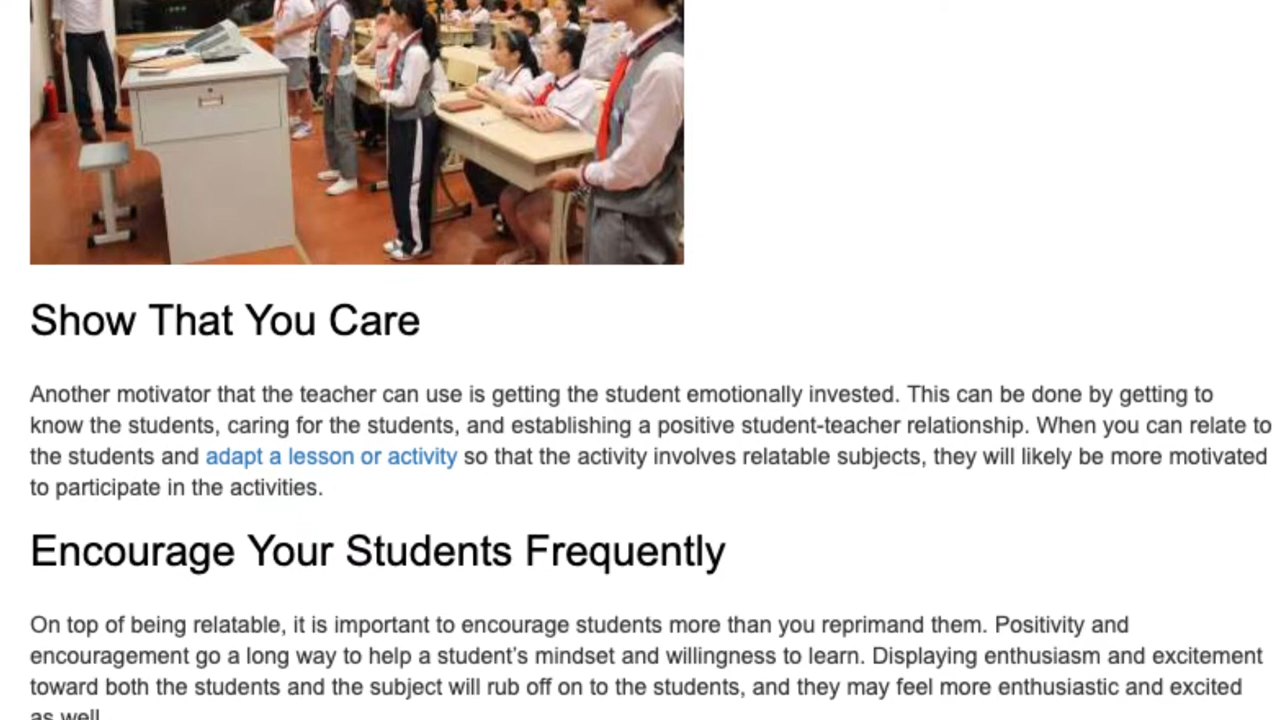 Show That You Care
Another motivator that the teacher can use is getting the student emotionally invested. This can be done by getting to
know the students, caring for the students, and establishing a positive student-teacher relationship. When you can relate to
the students and adapt a lesson or activity so that the activity involves relatable subjects, they will likely be more motivated
to participate in the activities.
Encourage Your Students Frequently
On top of being relatable, it is important to encourage students more than you reprimand them. Positivity and
encouragement go a long way to help a student's mindset and willingness to learn. Displaying enthusiasm and excitement
toward both the students and the subject will rub off on to the students, and they may feel more enthusiastic and excited
as well.